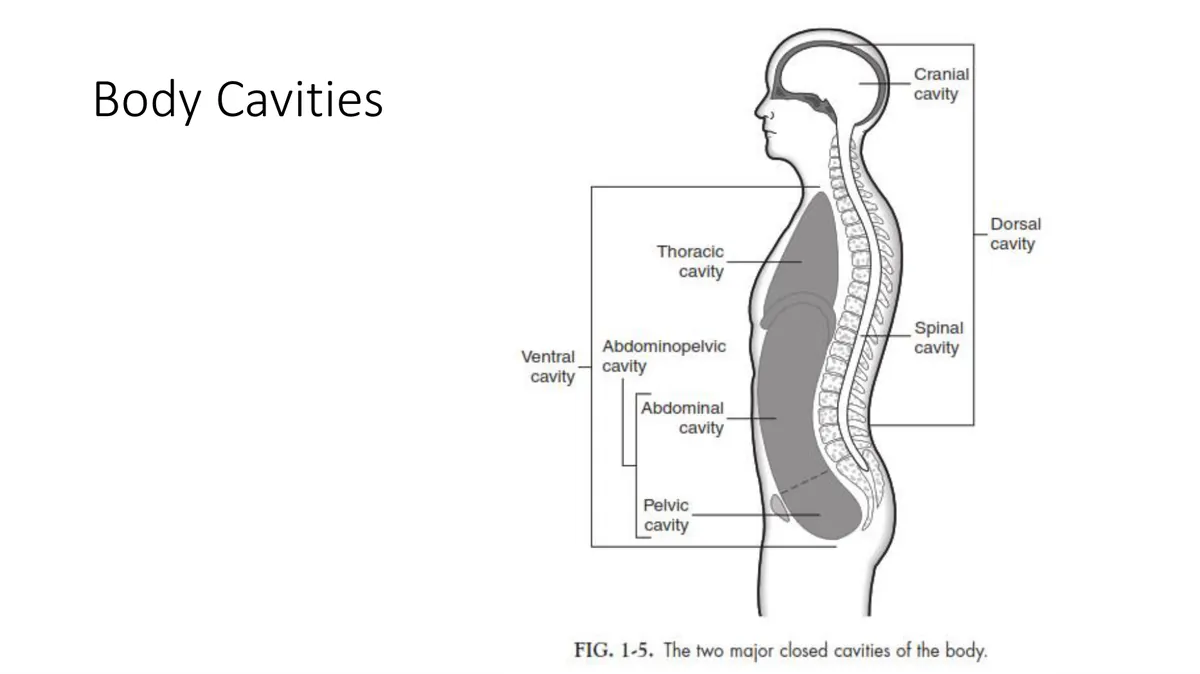 Body Cavities
Cranial
cavity
Dorsal
cavity
Thoracic
cavity
Spinal
cavity
Ventral
cavity
Abdominopelvic
cavity
Abdominal
cavity
Pelvic
cavity
FIG. 1-5. The two major closed cavities of the body.